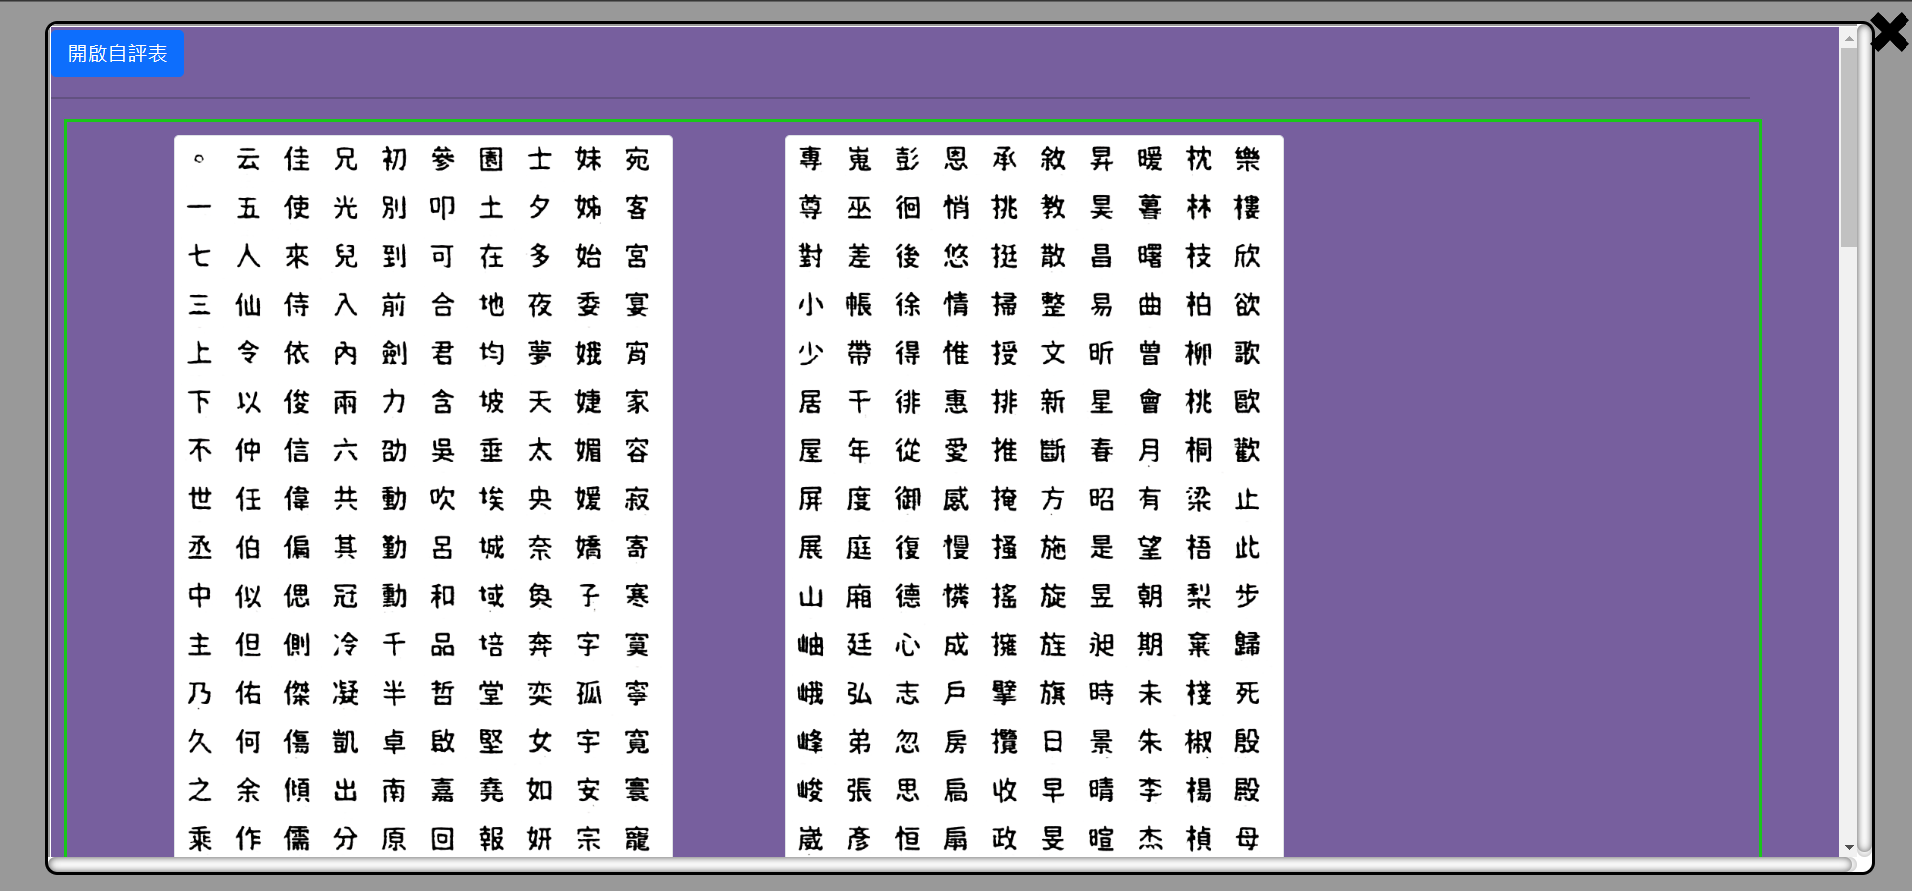 開啟自評表
。 云 佳 兄 初 參 園 士 妹 宛
一 五 使 光 別 叩 土 夕 姊 客
七 人 來 兒 到 可 在 多 始 宮
三 仙 侍 入 前 合 地 夜 委 宴
上 令 依 內 劍 君 均 夢 娥 宵
下 以 俊 兩 力 含 坡 天 婕 家
不 仲 信 六 劭 吳 垂 太 媚 容
世 任 偉 共 動 吹 埃 央 媛 寂
丞 伯 偏 其 勤 呂 城 奈 嬌 寄
中 似 偲 冠 勳 和 域 奐 子 寒
主 但 側 冷 千 品 培 奔 字 寞
乃 佑 傑 凝 半 哲 堂 奕 孤 寧
久 何 傷 凱 卓 啟 堅 女 宇 寬
之 余 傾 出 南 嘉 堯 如 安 寰
乘 作 儒 分 原 回 報 妍 宗 寵
專 嵬 彭 恩 承 敘 昇 暖 枕 樂
尊 巫 徊 悄 挑 教 昊 暮 林 樓
對 差 後 悠 挺 散 昌 曙 枝 欣
小 帳 徐 情 掃 整 易 曲 柏 欲
少 帶 得 惟 授 文 昕 曾 柳 歌
居 干 徘 惠 排 新 星 會 桃 歐
屋 年 從 愛 推 斷 春 月 桐 歡
屏 度 御 感 掩 方 昭 有 梁 止
展 庭 復 慢 搔 施 是 望 梧 此
山 廂 德 憐 搖 旋 昱 朝 梨 步
岫 廷 心 成 擁 旌 昶 期 棄 歸
峨 弘 志 戶 擘 旗 時 未 棧 死
峰 弟 忽 房 攬 日 景 朱 椒 殷
峻 張 思 扃 收 早 晴 李 楊 殿
崴 彥 恒 扇 政 旻 暄 杰 楨 母